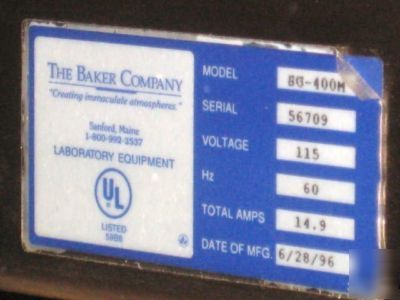 THE BAKER COMPANY
"Creating immaculate atmospheres."
Sanford, Maine
1-800-992-2537
LABORATORY EQUIPMENT
UL
LISTED
MODEL SG-400M
SERIAL 56709
VOLTAGE 115
Hz 60
TOTAL AMPS 14.9
DATE OF MFG. 6/28/96